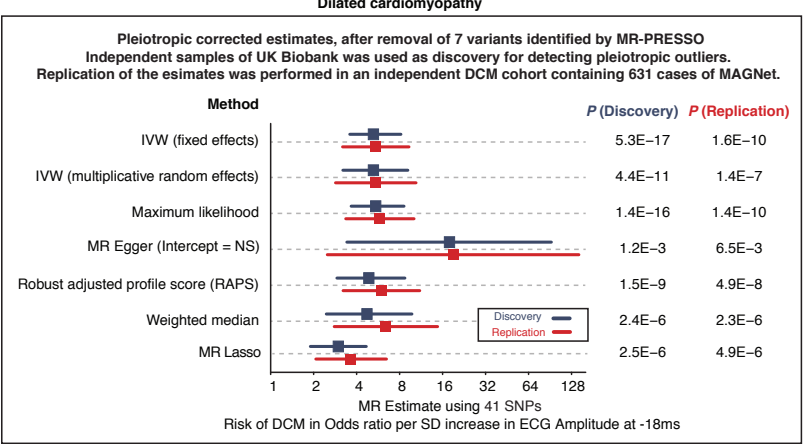 Dilated cardiomyopathy
Pleiotropic corrected estimates, after removal of 7 variants identified by MR-PRESSO
Independent samples of UK Biobank was used as discovery for detecting pleiotropic outliers.
Replication of the esimates was performed in an independent DCM cohort containing 631 cases of MAGNet.
Method P (Discovery) P (Replication)
IVW (fixed effects) 5.3E−17 1.6E−10
IVW (multiplicative random effects) 4.4E−11 1.4E−7
Maximum likelihood 1.4E−16 1.4E−10
MR Egger (Intercept = NS) 1.2E−3 6.5E−3
Robust adjusted profile score (RAPS) 1.5E−9 4.9E−8
Weighted median 2.4E−6 2.3E−6
Discovery
Replication
MR Lasso 2.5E−6 4.9E−6
1 2 4 8 16 32 64 128
MR Estimate using 41 SNPs
Risk of DCM in Odds ratio per SD increase in ECG Amplitude at -18ms